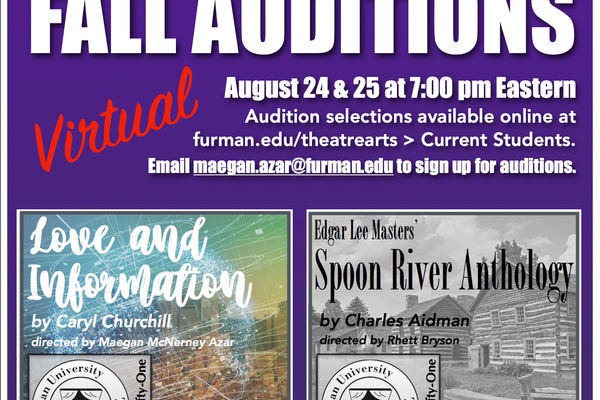 FALL AUDITIONS
Virtual
August 24 & 25 at 7:00 pm Eastern
Audition selections available online at
furman.edu/theatrearts > Current Students.
Email maegan.azar@furman.edu to sign up for auditions.
Love and
Information
by Caryl Churchill
directed by Maegan McNerney Azar
University
Edgar Lee Masters'
Spoon River Anthology
by Charles Aidman
directed by Rhett Bryson
University